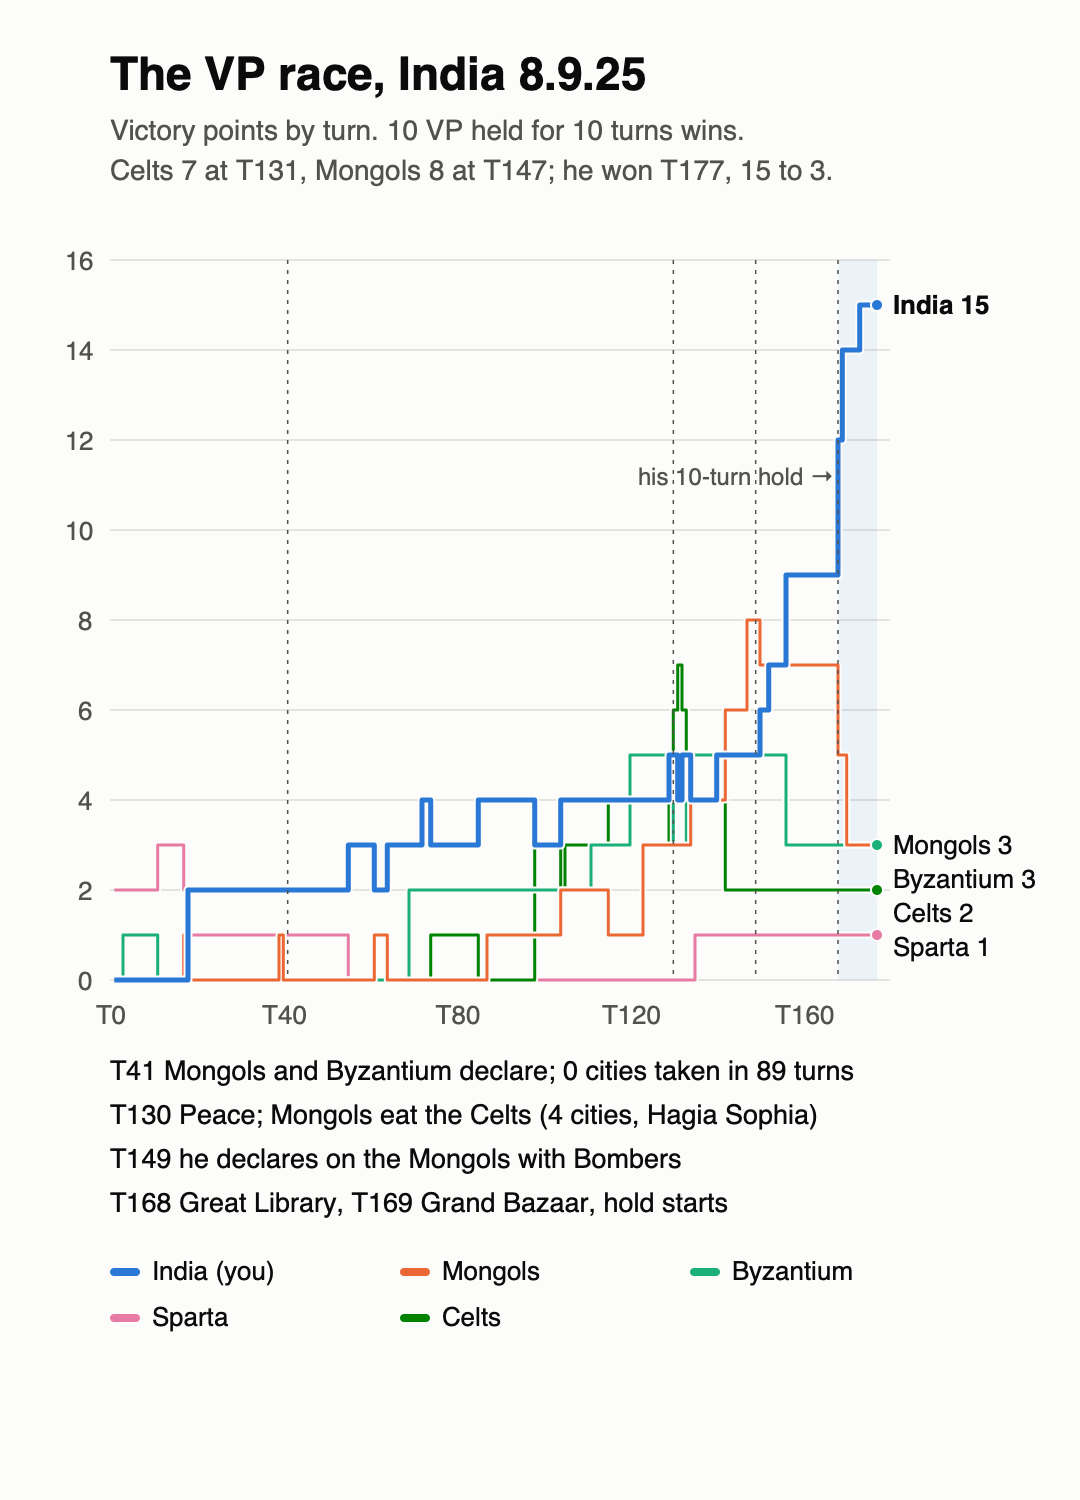 The VP race, India 8.9.25
Victory points by turn. 10 VP held for 10 turns wins.
Celts 7 at T131, Mongols 8 at T147; he won T177, 15 to 3.
16
14
12
10
8
6
4
2
0
his 10-turn hold →
India 15
Mongols 3
Byzantium 3
Celts 2
Sparta 1
T0 T40 T80 T120 T160
T41 Mongols and Byzantium declare; 0 cities taken in 89 turns
T130 Peace; Mongols eat the Celts (4 cities, Hagia Sophia)
T149 he declares on the Mongols with Bombers
T168 Great Library, T169 Grand Bazaar, hold starts
India (you) Mongols Byzantium
Sparta Celts